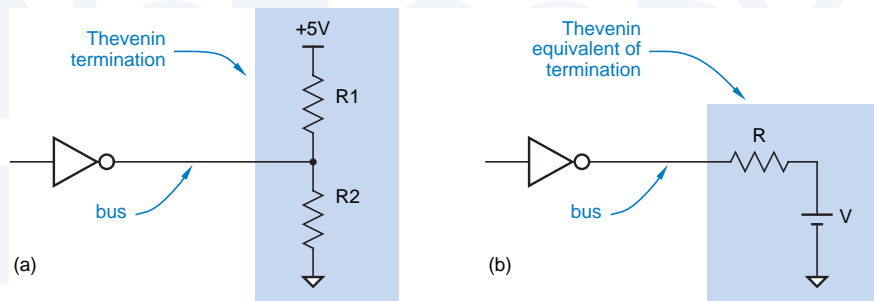 Thevenin
termination
+5V
R1
R2
bus
(a)
Thevenin
equivalent of
termination
R
V
bus
(b)